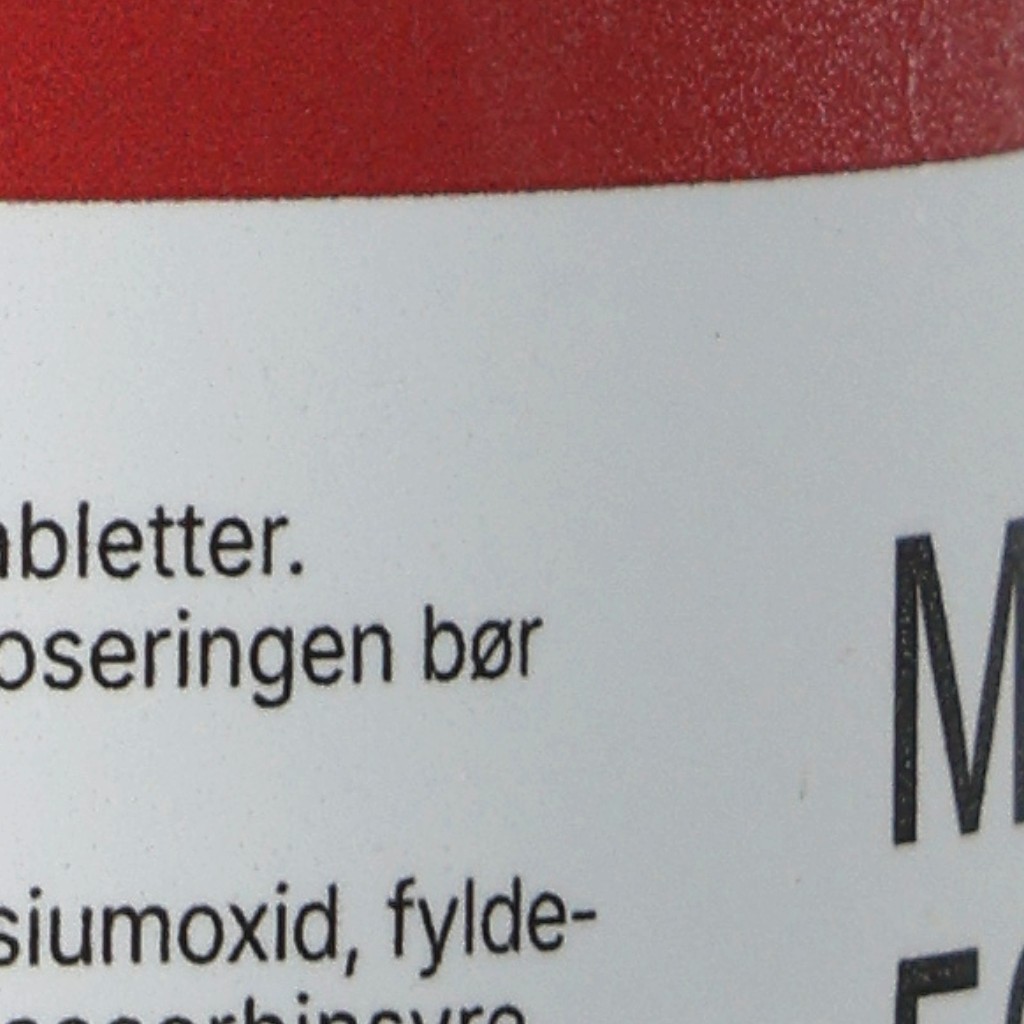 abletter.
oseringen bør
siumoxid, fylde-
M